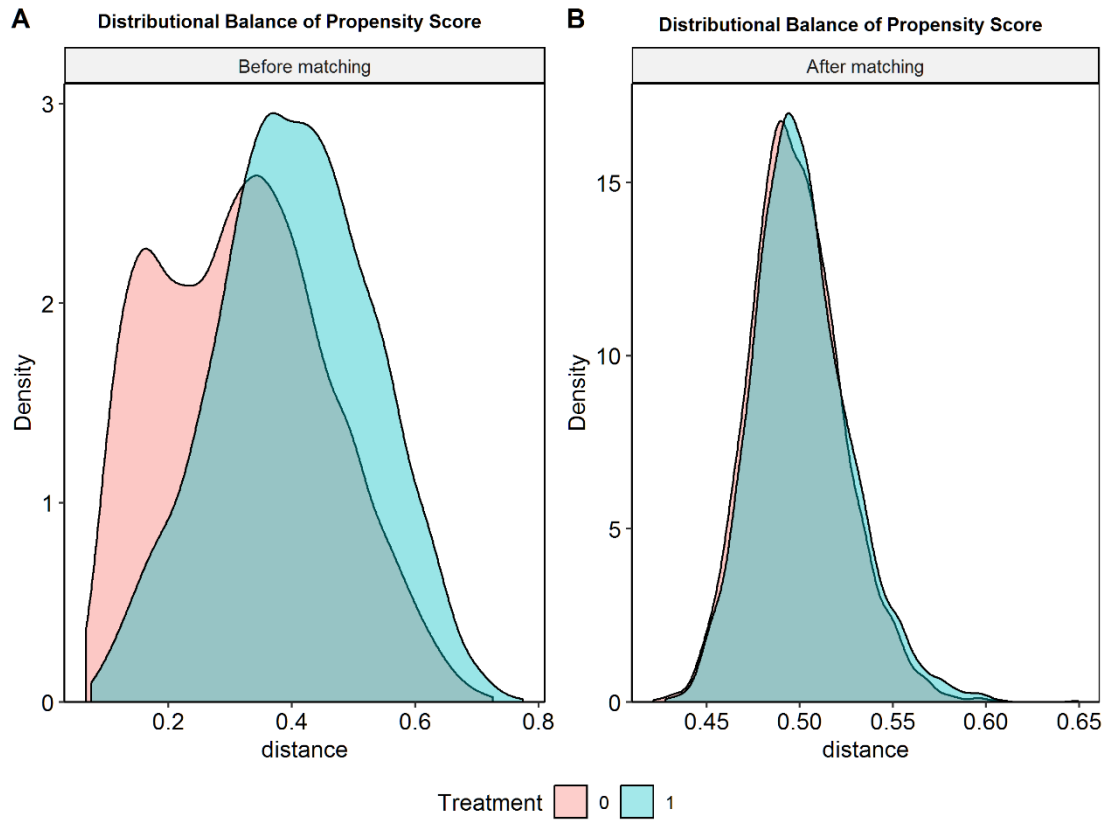 A
Distributional Balance of Propensity Score
Before matching
3
2
1
0
Density
0.2
0.4
0.6
0.8
distance
B
Distributional Balance of Propensity Score
After matching
15
10
5
0
Density
0.45
0.50
0.55
0.60
0.65
distance
Treatment
0
1